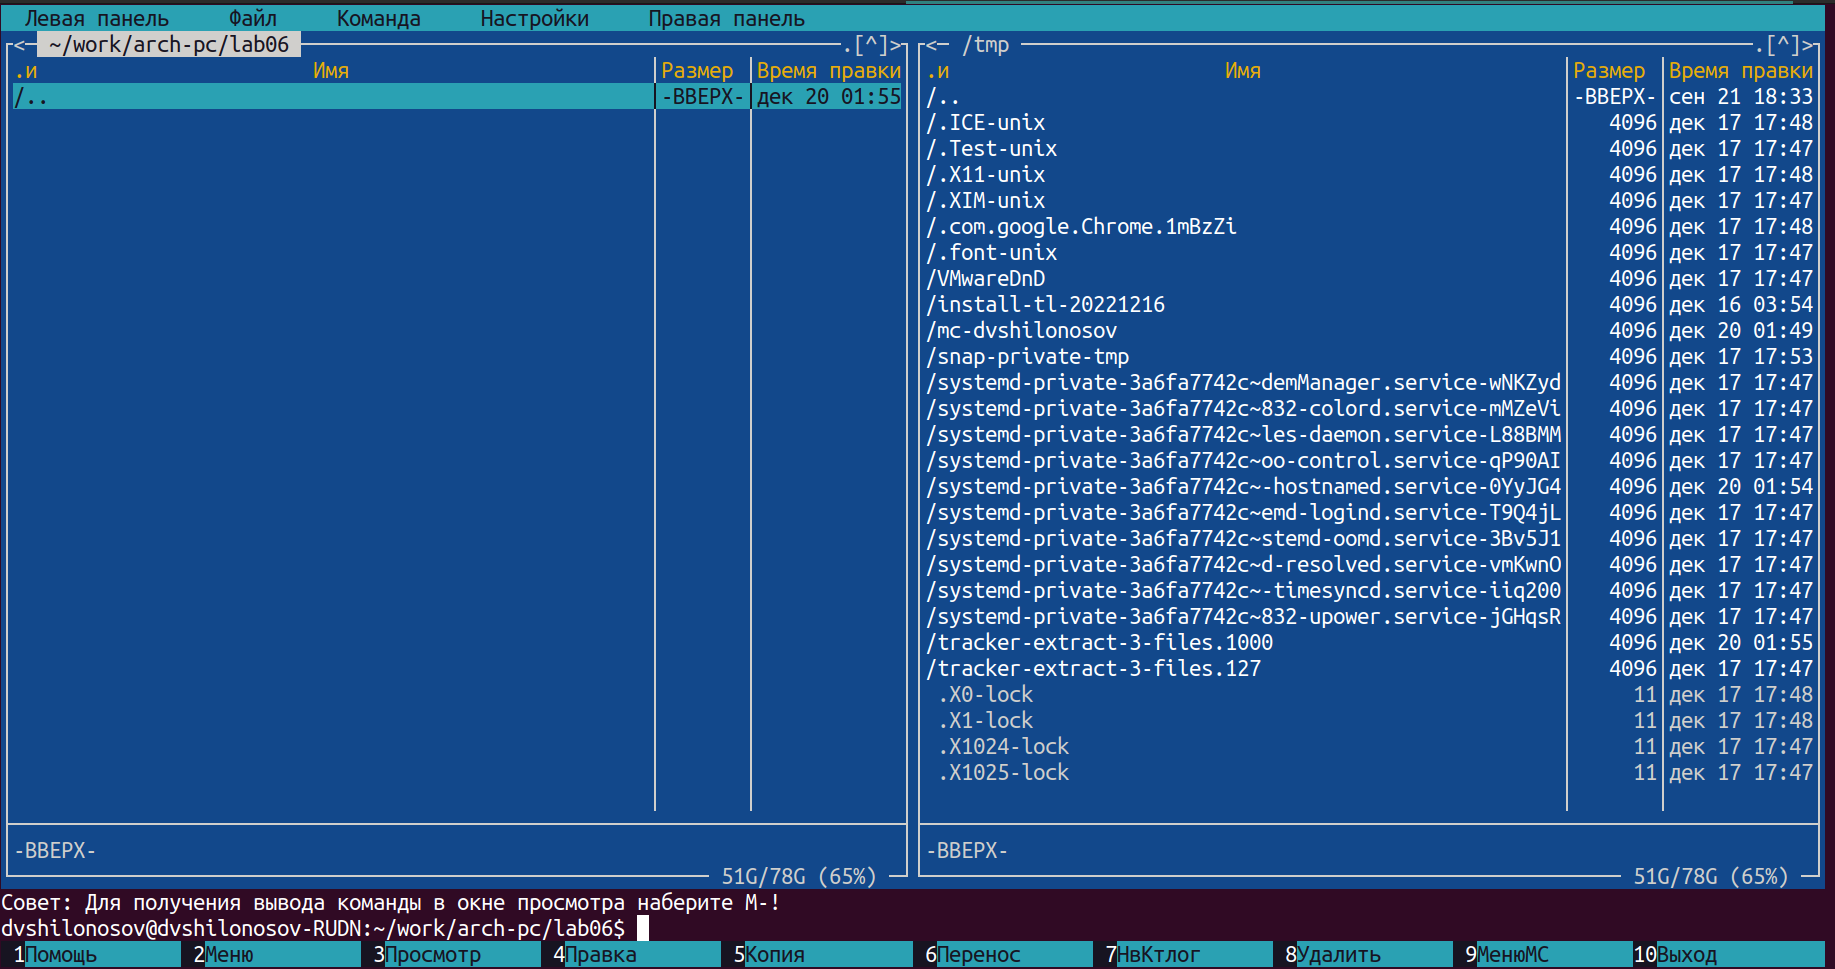 Левая панель Файл Команда Настройки Правая панель
<─ ~/work/arch-pc/lab06 .[^]>
.и Имя Размер Время правки
/.. -ВВЕРХ- дек 20 01:55
-ВВЕРХ-
51G/78G (65%)
<─ /tmp .[^]>
.и Имя Размер Время правки
/.. -ВВЕРХ- сен 21 18:33
/.ICE-unix 4096 дек 17 17:48
/.Test-unix 4096 дек 17 17:47
/.X11-unix 4096 дек 17 17:48
/.XIM-unix 4096 дек 17 17:47
/.com.google.Chrome.1mBzZi 4096 дек 17 17:48
/.font-unix 4096 дек 17 17:47
/VMwareDnD 4096 дек 17 17:47
/install-tl-20221216 4096 дек 16 03:54
/mc-dvshilonosov 4096 дек 20 01:49
/snap-private-tmp 4096 дек 17 17:53
/systemd-private-3a6fa7742c~demManager.service-wNKZyd 4096 дек 17 17:47
/systemd-private-3a6fa7742c~832-colord.service-mMZeVi 4096 дек 17 17:47
/systemd-private-3a6fa7742c~les-daemon.service-L88BMM 4096 дек 17 17:47
/systemd-private-3a6fa7742c~oo-control.service-qP90AI 4096 дек 17 17:47
/systemd-private-3a6fa7742c~-hostnamed.service-0YyJG4 4096 дек 20 01:54
/systemd-private-3a6fa7742c~emd-logind.service-T9Q4jL 4096 дек 17 17:47
/systemd-private-3a6fa7742c~stemd-oomd.service-3Bv5J1 4096 дек 17 17:47
/systemd-private-3a6fa7742c~d-resolved.service-vmKwnO 4096 дек 17 17:47
/systemd-private-3a6fa7742c~-timesyncd.service-iiq200 4096 дек 17 17:47
/systemd-private-3a6fa7742c~832-upower.service-jGHqsR 4096 дек 17 17:47
/tracker-extract-3-files.1000 4096 дек 20 01:55
/tracker-extract-3-files.127 4096 дек 17 17:47
.X0-lock 11 дек 17 17:48
.X1-lock 11 дек 17 17:48
.X1024-lock 11 дек 17 17:47
.X1025-lock 11 дек 17 17:47
-ВВЕРХ-
51G/78G (65%)
Совет: Для получения вывода команды в окне просмотра наберите M-!
dvshilonosov@dvshilonosov-RUDN:~/work/arch-pc/lab06$
1Помощь 2Меню 3Просмотр 4Правка 5Копия 6Перенос 7НвКтлог 8Удалить 9МенюMC 10Выход